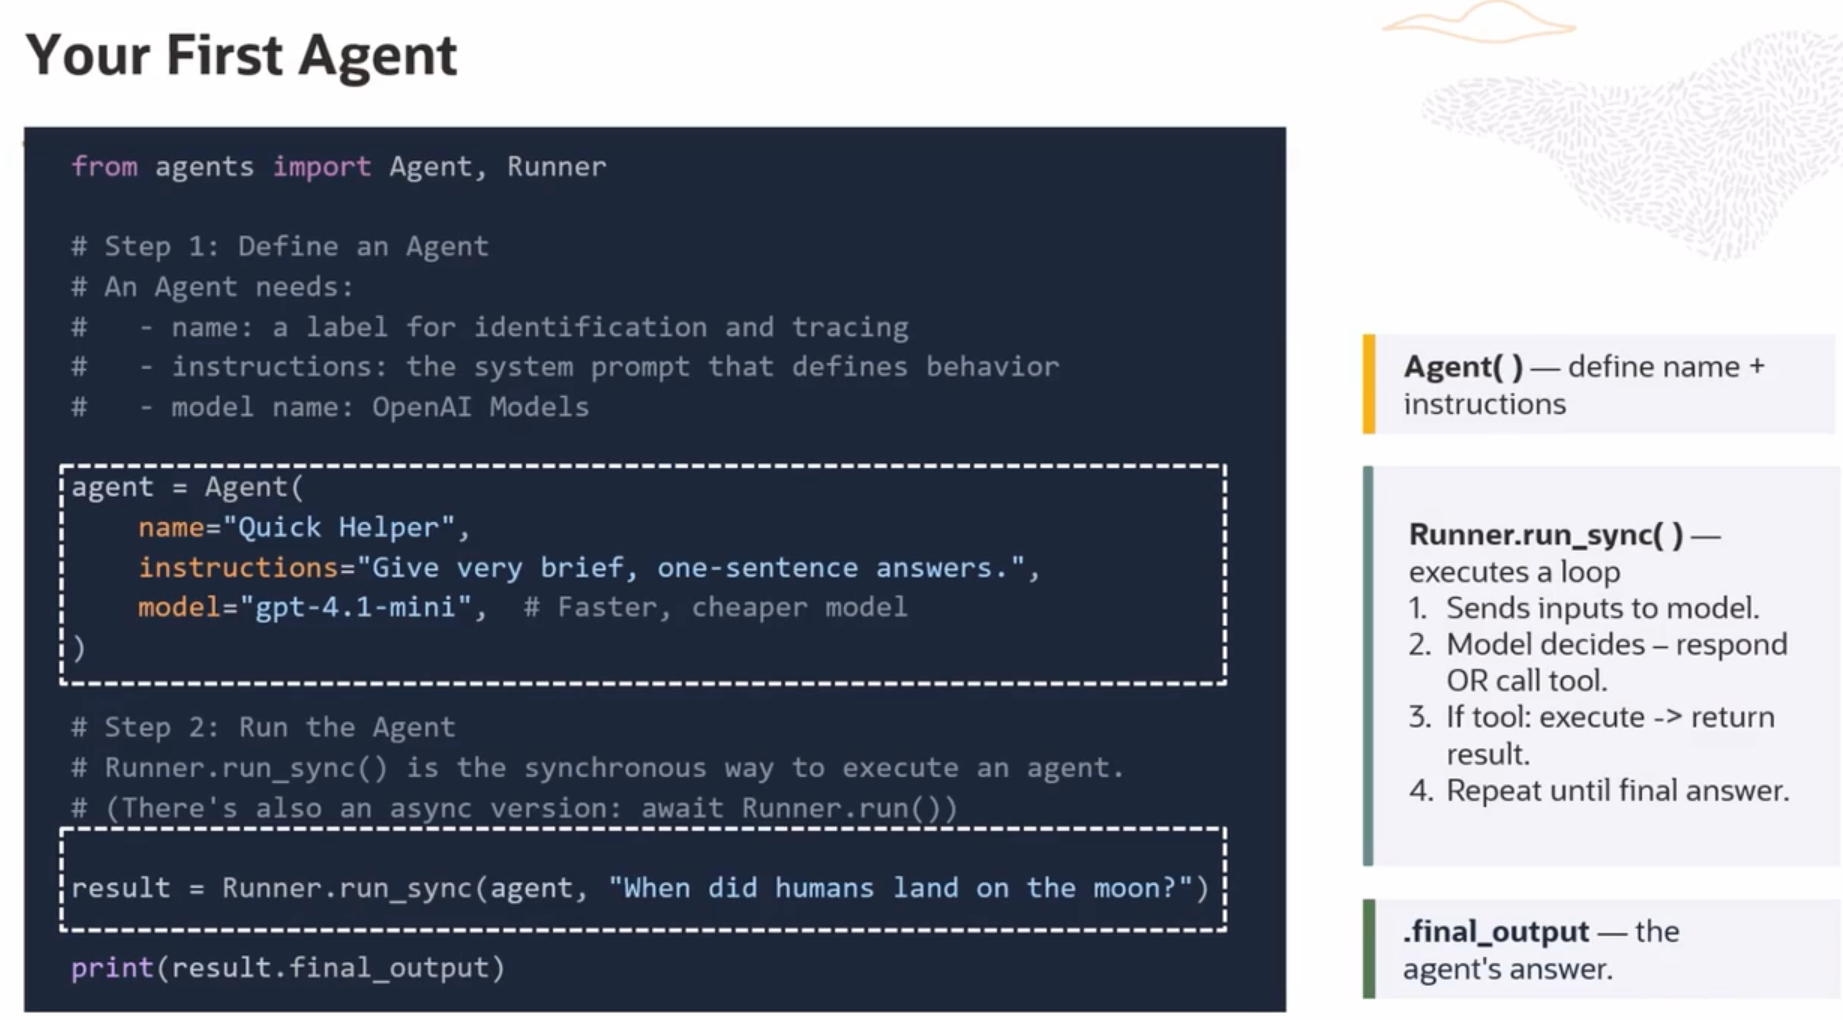 Your First Agent
from agents import Agent, Runner
# Step 1: Define an Agent
# An Agent needs:
#   - name: a label for identification and tracing
#   - instructions: the system prompt that defines behavior
#   - model name: OpenAI Models
agent = Agent(
    name="Quick Helper",
    instructions="Give very brief, one-sentence answers.",
    model="gpt-4.1-mini",  # Faster, cheaper model
)
# Step 2: Run the Agent
# Runner.run_sync() is the synchronous way to execute an agent.
# (There's also an async version: await Runner.run())
result = Runner.run_sync(agent, "When did humans land on the moon?")
print(result.final_output)
Agent( ) — define name +
instructions
Runner.run_sync( ) —
executes a loop
1. Sends inputs to model.
2. Model decides – respond
OR call tool.
3. If tool: execute -> return
result.
4. Repeat until final answer.
.final_output — the
agent's answer.